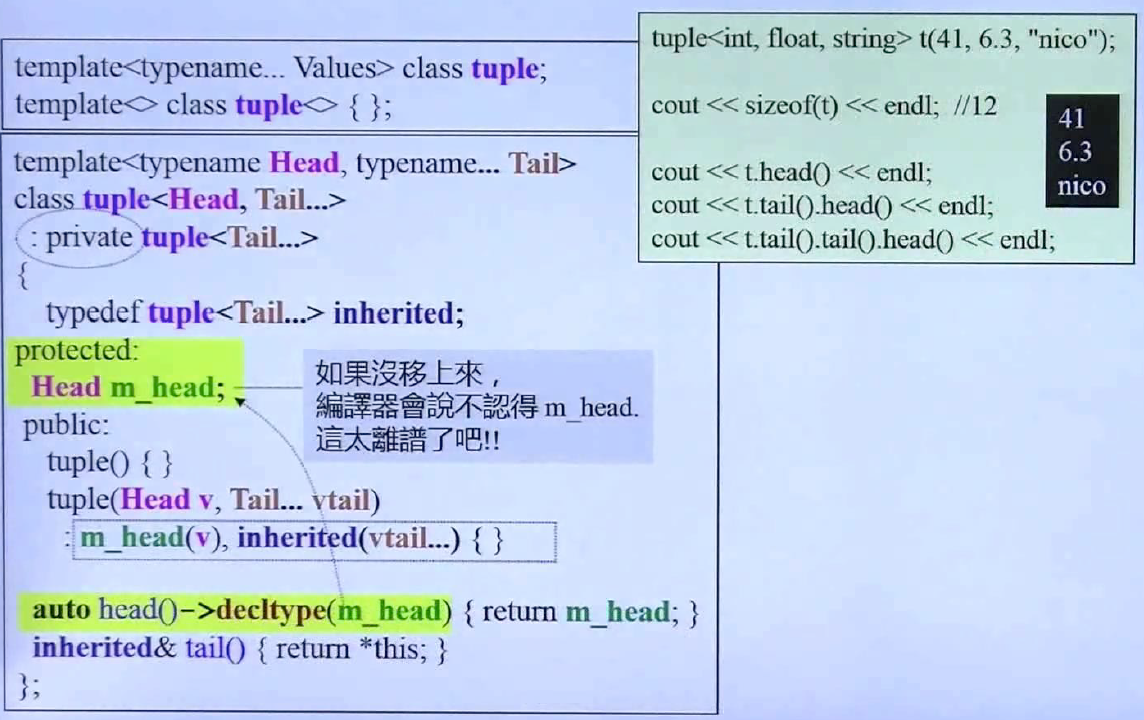 template<typename... Values> class tuple;
template<> class tuple<> { };
template<typename Head, typename... Tail>
class tuple<Head, Tail...>
: private tuple<Tail...>
{
typedef tuple<Tail...> inherited;
protected:
Head m_head;
public:
tuple() { }
tuple(Head v, Tail... vtail)
: m_head(v), inherited(vtail...) { }
auto head()->decltype(m_head) { return m_head; }
inherited& tail() { return *this; }
};
如果沒移上來，
編譯器會說不認得 m_head.
這太離譜了吧!!
tuple<int, float, string> t(41, 6.3, "nico");
cout << sizeof(t) << endl; //12
cout << t.head() << endl;
cout << t.tail().head() << endl;
cout << t.tail().tail().head() << endl;
41
6.3
nico